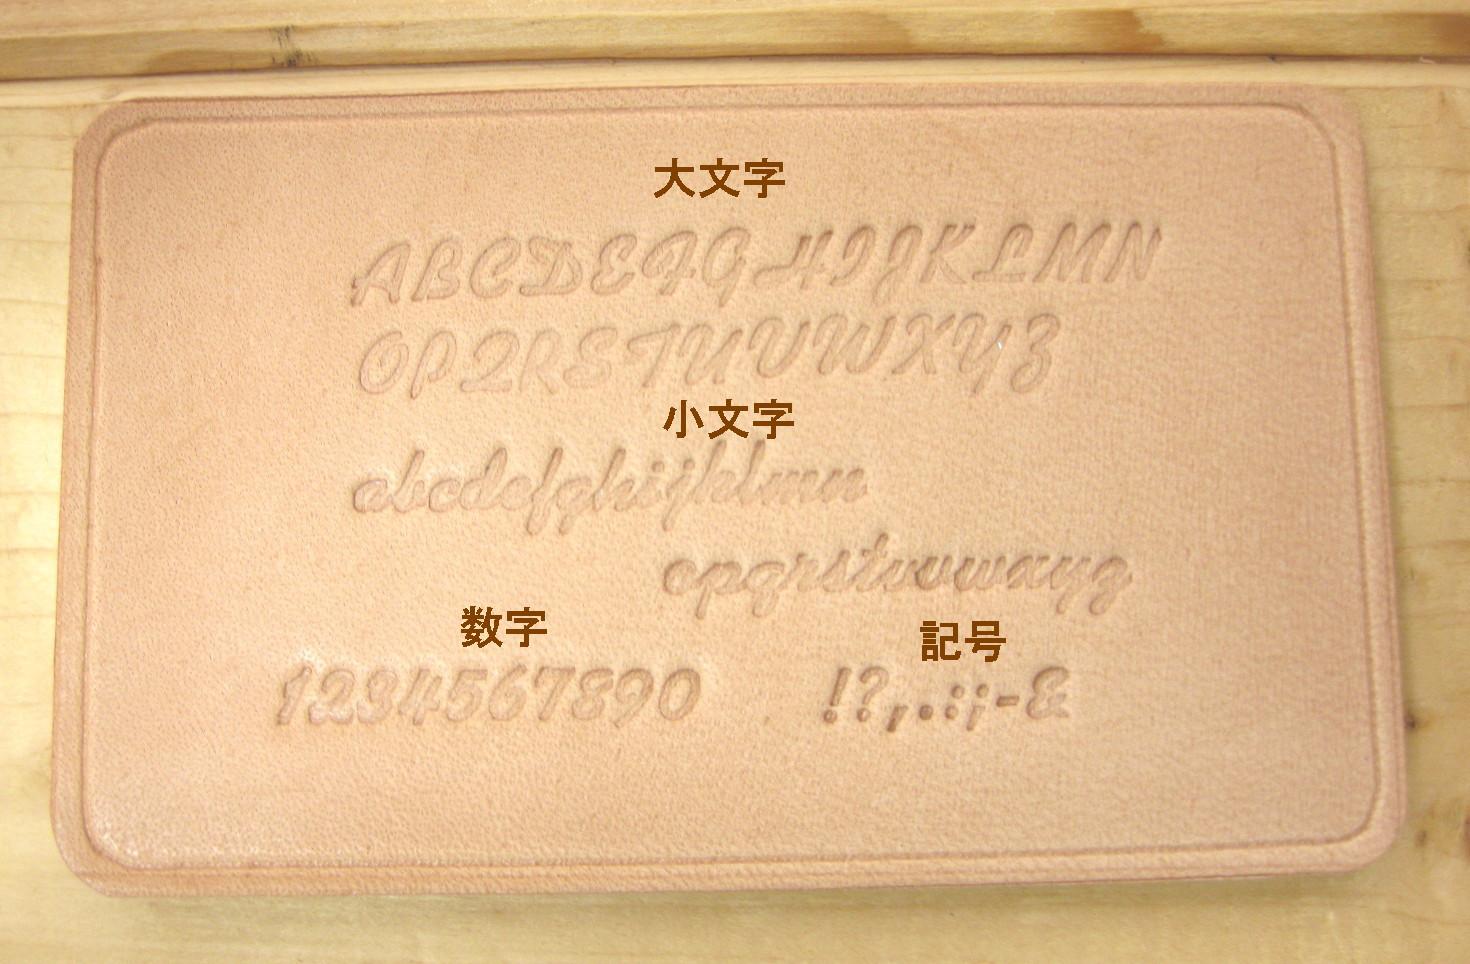 大文字
ABCDEFGHIJKLMN
OPQRSTUVWXYZ
小文字
abcdefghijklmn
opqrstuvwxyz
数字
記号
1234567890
!?,.:;-&